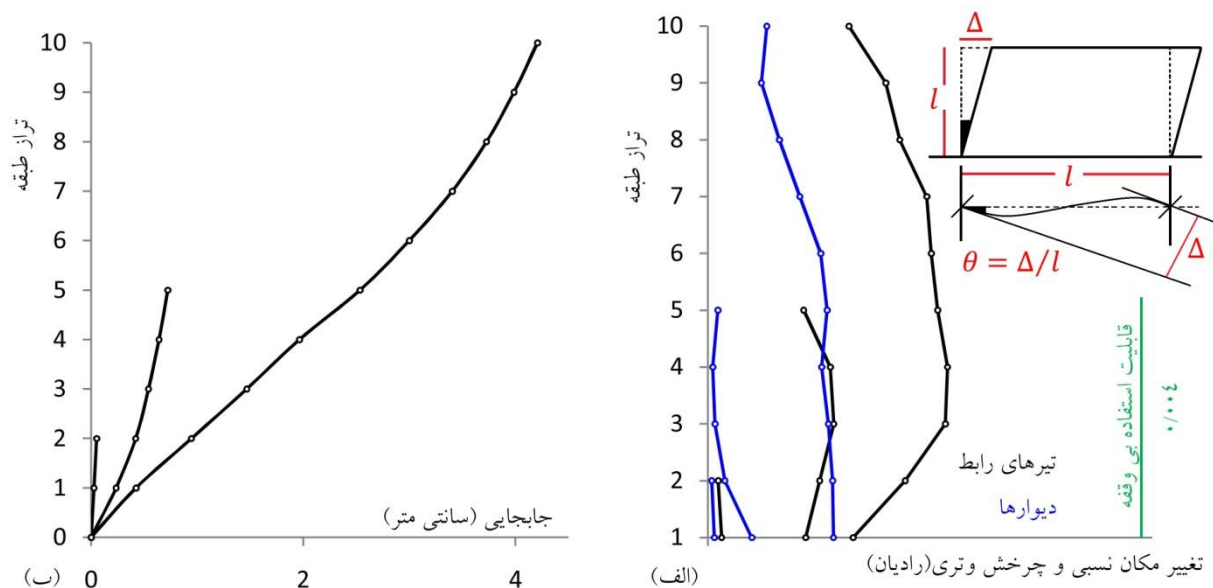 تراز طبقه
10
9
8
7
6
5
4
3
2
1
0
0
2
4
جابجایی (سانتی متر)
(ب)
تراز طبقه
10
9
8
7
6
5
4
3
2
1
Δ
l
l
Δ
θ = Δ/l
قابلیت استفاده بی وقفه
۰/۰۰٤
تیرهای رابط
دیوارها
تغییر مکان نسبی و چرخش وتری(رادیان)
(الف)